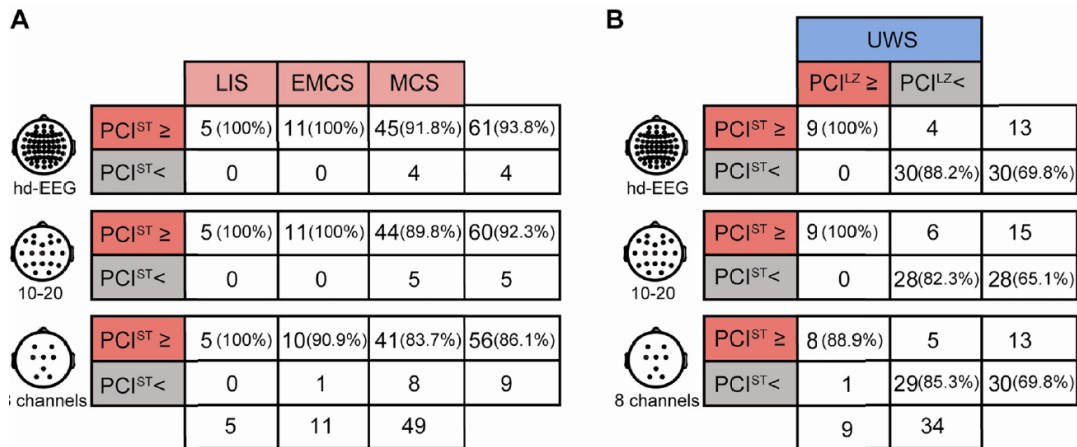 A
LIS EMCS MCS
PCI^ST ≥ 5 (100%) 11(100%) 45(91.8%) 61(93.8%)
PCI^ST< 0 0 4 4
hd-EEG
PCI^ST ≥ 5 (100%) 11(100%) 44(89.8%) 60(92.3%)
PCI^ST< 0 0 5 5
10-20
PCI^ST ≥ 5 (100%) 10(90.9%) 41(83.7%) 56(86.1%)
PCI^ST< 0 1 8 9
channels
5 11 49
B
UWS
PCI^LZ ≥ PCI^LZ<
PCI^ST ≥ 9 (100%) 4 13
PCI^ST< 0 30(88.2%) 30(69.8%)
hd-EEG
PCI^ST ≥ 9 (100%) 6 15
PCI^ST< 0 28(82.3%) 28(65.1%)
10-20
PCI^ST ≥ 8 (88.9%) 5 13
PCI^ST< 1 29(85.3%) 30(69.8%)
8 channels
9 34